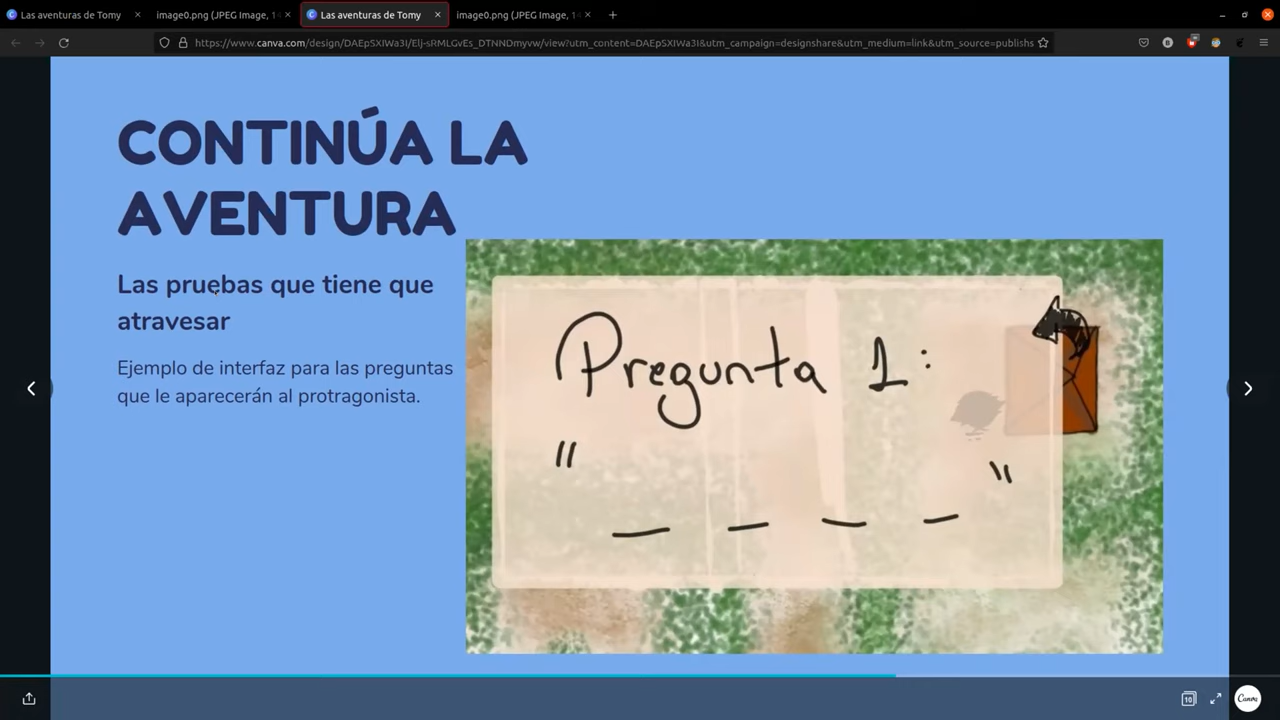 Las aventuras de Tomy
image0.png (JPEG Image, 1
Las aventuras de Tomy
image0.png (JPEG Image, 1
https://www.canva.com/design/DAEpSXIWa3I/Elj-sRMLGvEs_DTNNDmyvw/view?utm_content=DAEpSXIWa3I&utm_campaign=designshare&utm_medium=link&utm_source=publishs
CONTINÚA LA
AVENTURA
Las pruebas que tiene que
atravesar
Ejemplo de interfaz para las preguntas
que le aparecerán al protragonista.
Pregunta 1:
" "
_ _ _ _
10
Canva